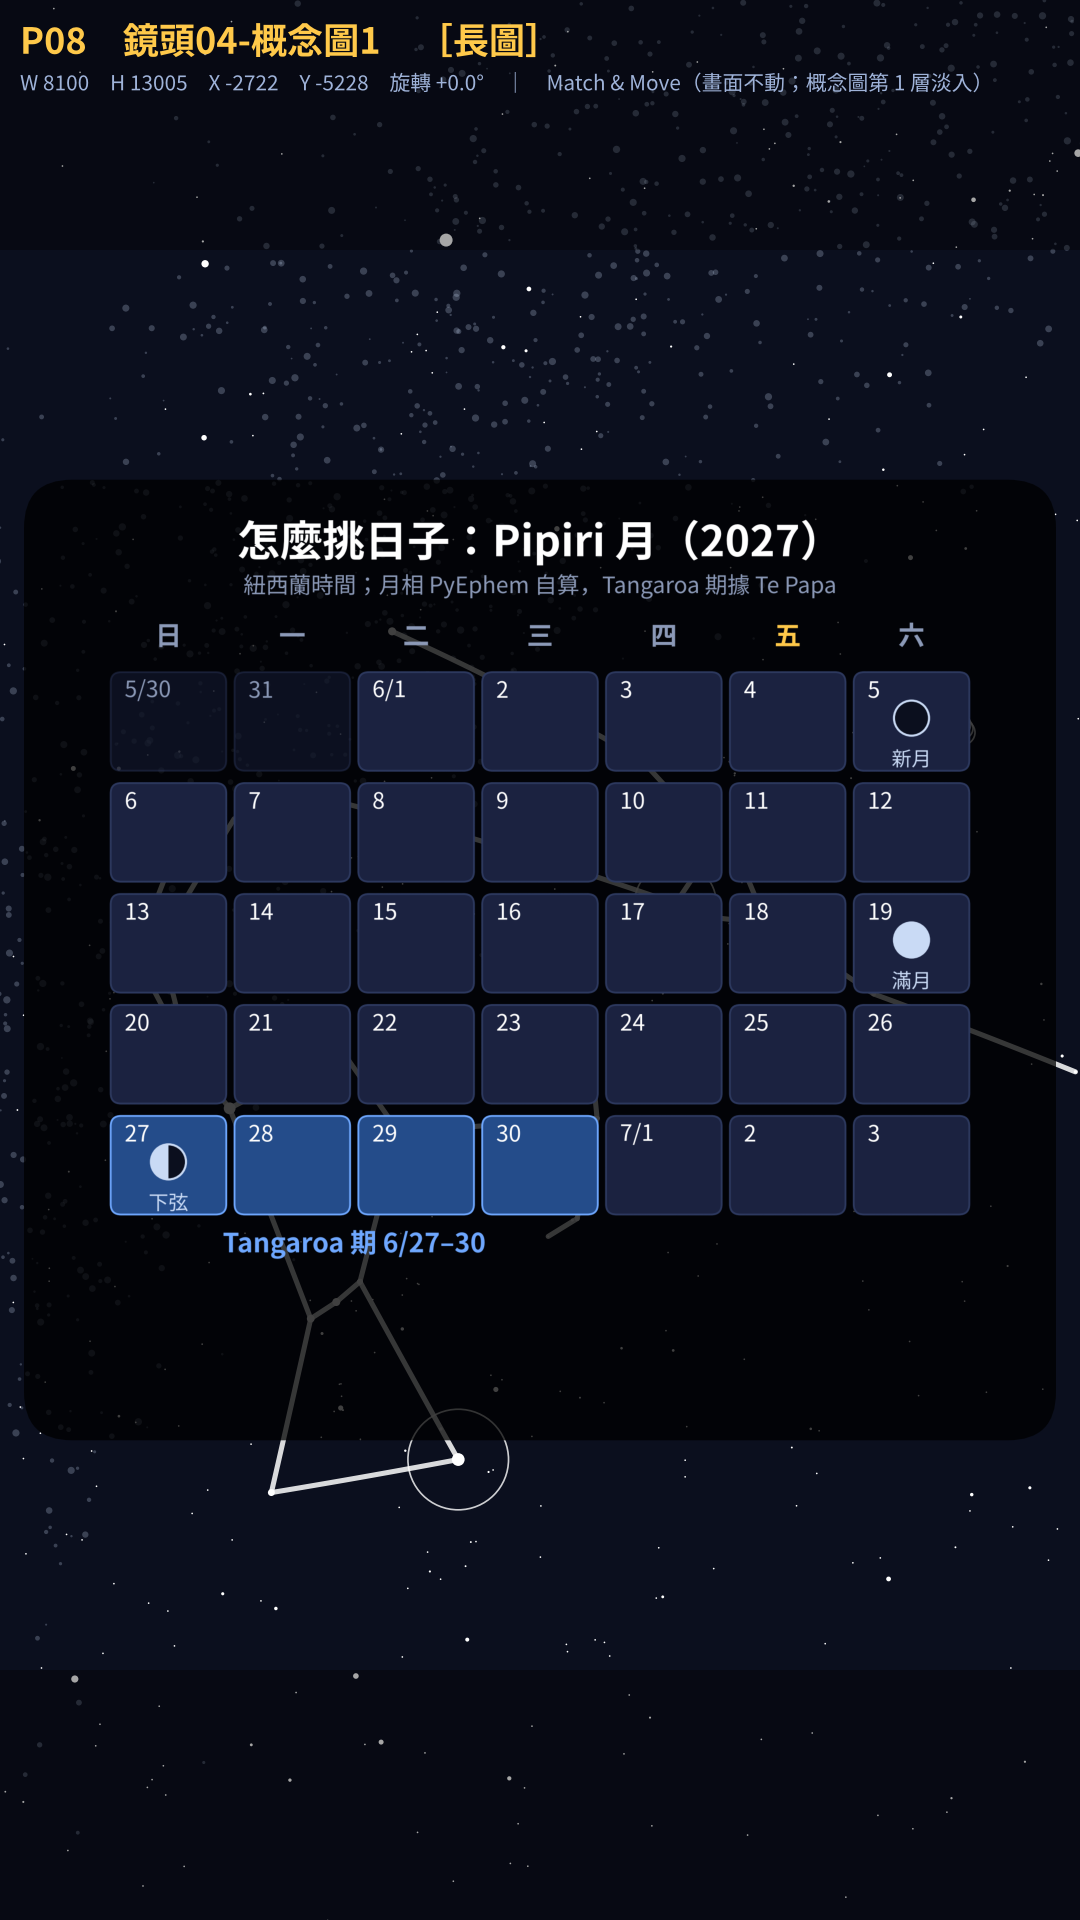 P08 鏡頭04-概念圖1 [長圖]
W 8100 H 13005 X -2722 Y -5228 旋轉 +0.0° | Match & Move（畫面不動；概念圖第 1 層淡入）
怎麼挑日子：Pipiri 月（2027）
紐西蘭時間；月相 PyEphem 自算，Tangaroa 期據 Te Papa
日 一 二 三 四 五 六
5/30 31 6/1 2 3 4 5
新月
6 7 8 9 10 11 12
13 14 15 16 17 18 19
滿月
20 21 22 23 24 25 26
27 28 29 30 7/1 2 3
下弦
Tangaroa 期 6/27–30